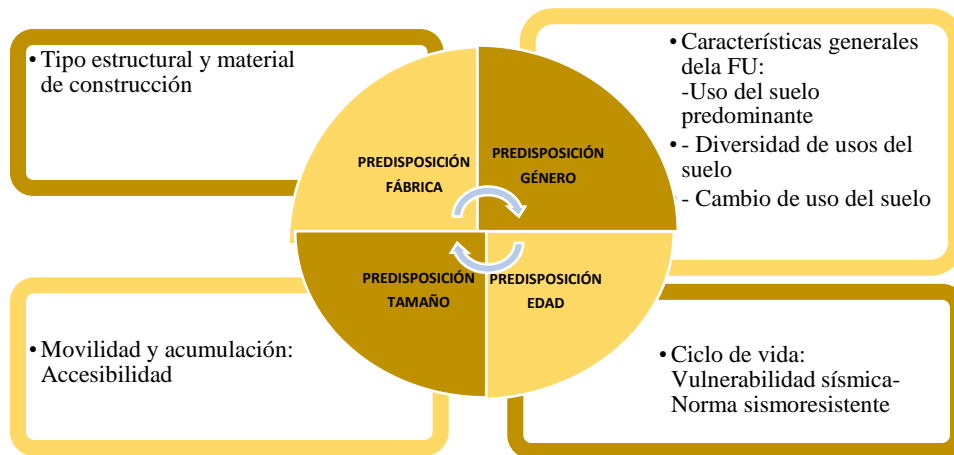 • Tipo estructural y material
de construcción
• Características generales
dela FU:
-Uso del suelo
predominante
• - Diversidad de usos del
suelo
• - Cambio de uso del suelo
PREDISPOSICIÓN
FÁBRICA
PREDISPOSICIÓN
GÉNERO
PREDISPOSICIÓN
TAMAÑO
PREDISPOSICIÓN
EDAD
• Movilidad y acumulación:
Accesibilidad
• Ciclo de vida:
Vulnerabilidad sísmica-
Norma sismoresistente